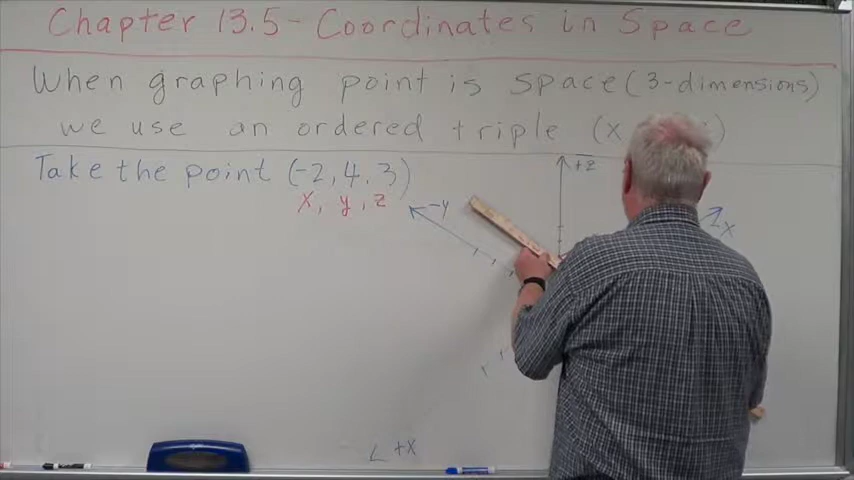 Chapter 13.5 - Coordinates in Space
When graphing point is space (3-dimensions)
we use an ordered triple (x
Take the point (-2, 4, 3)
x, y, z
-y
+z
x
+x